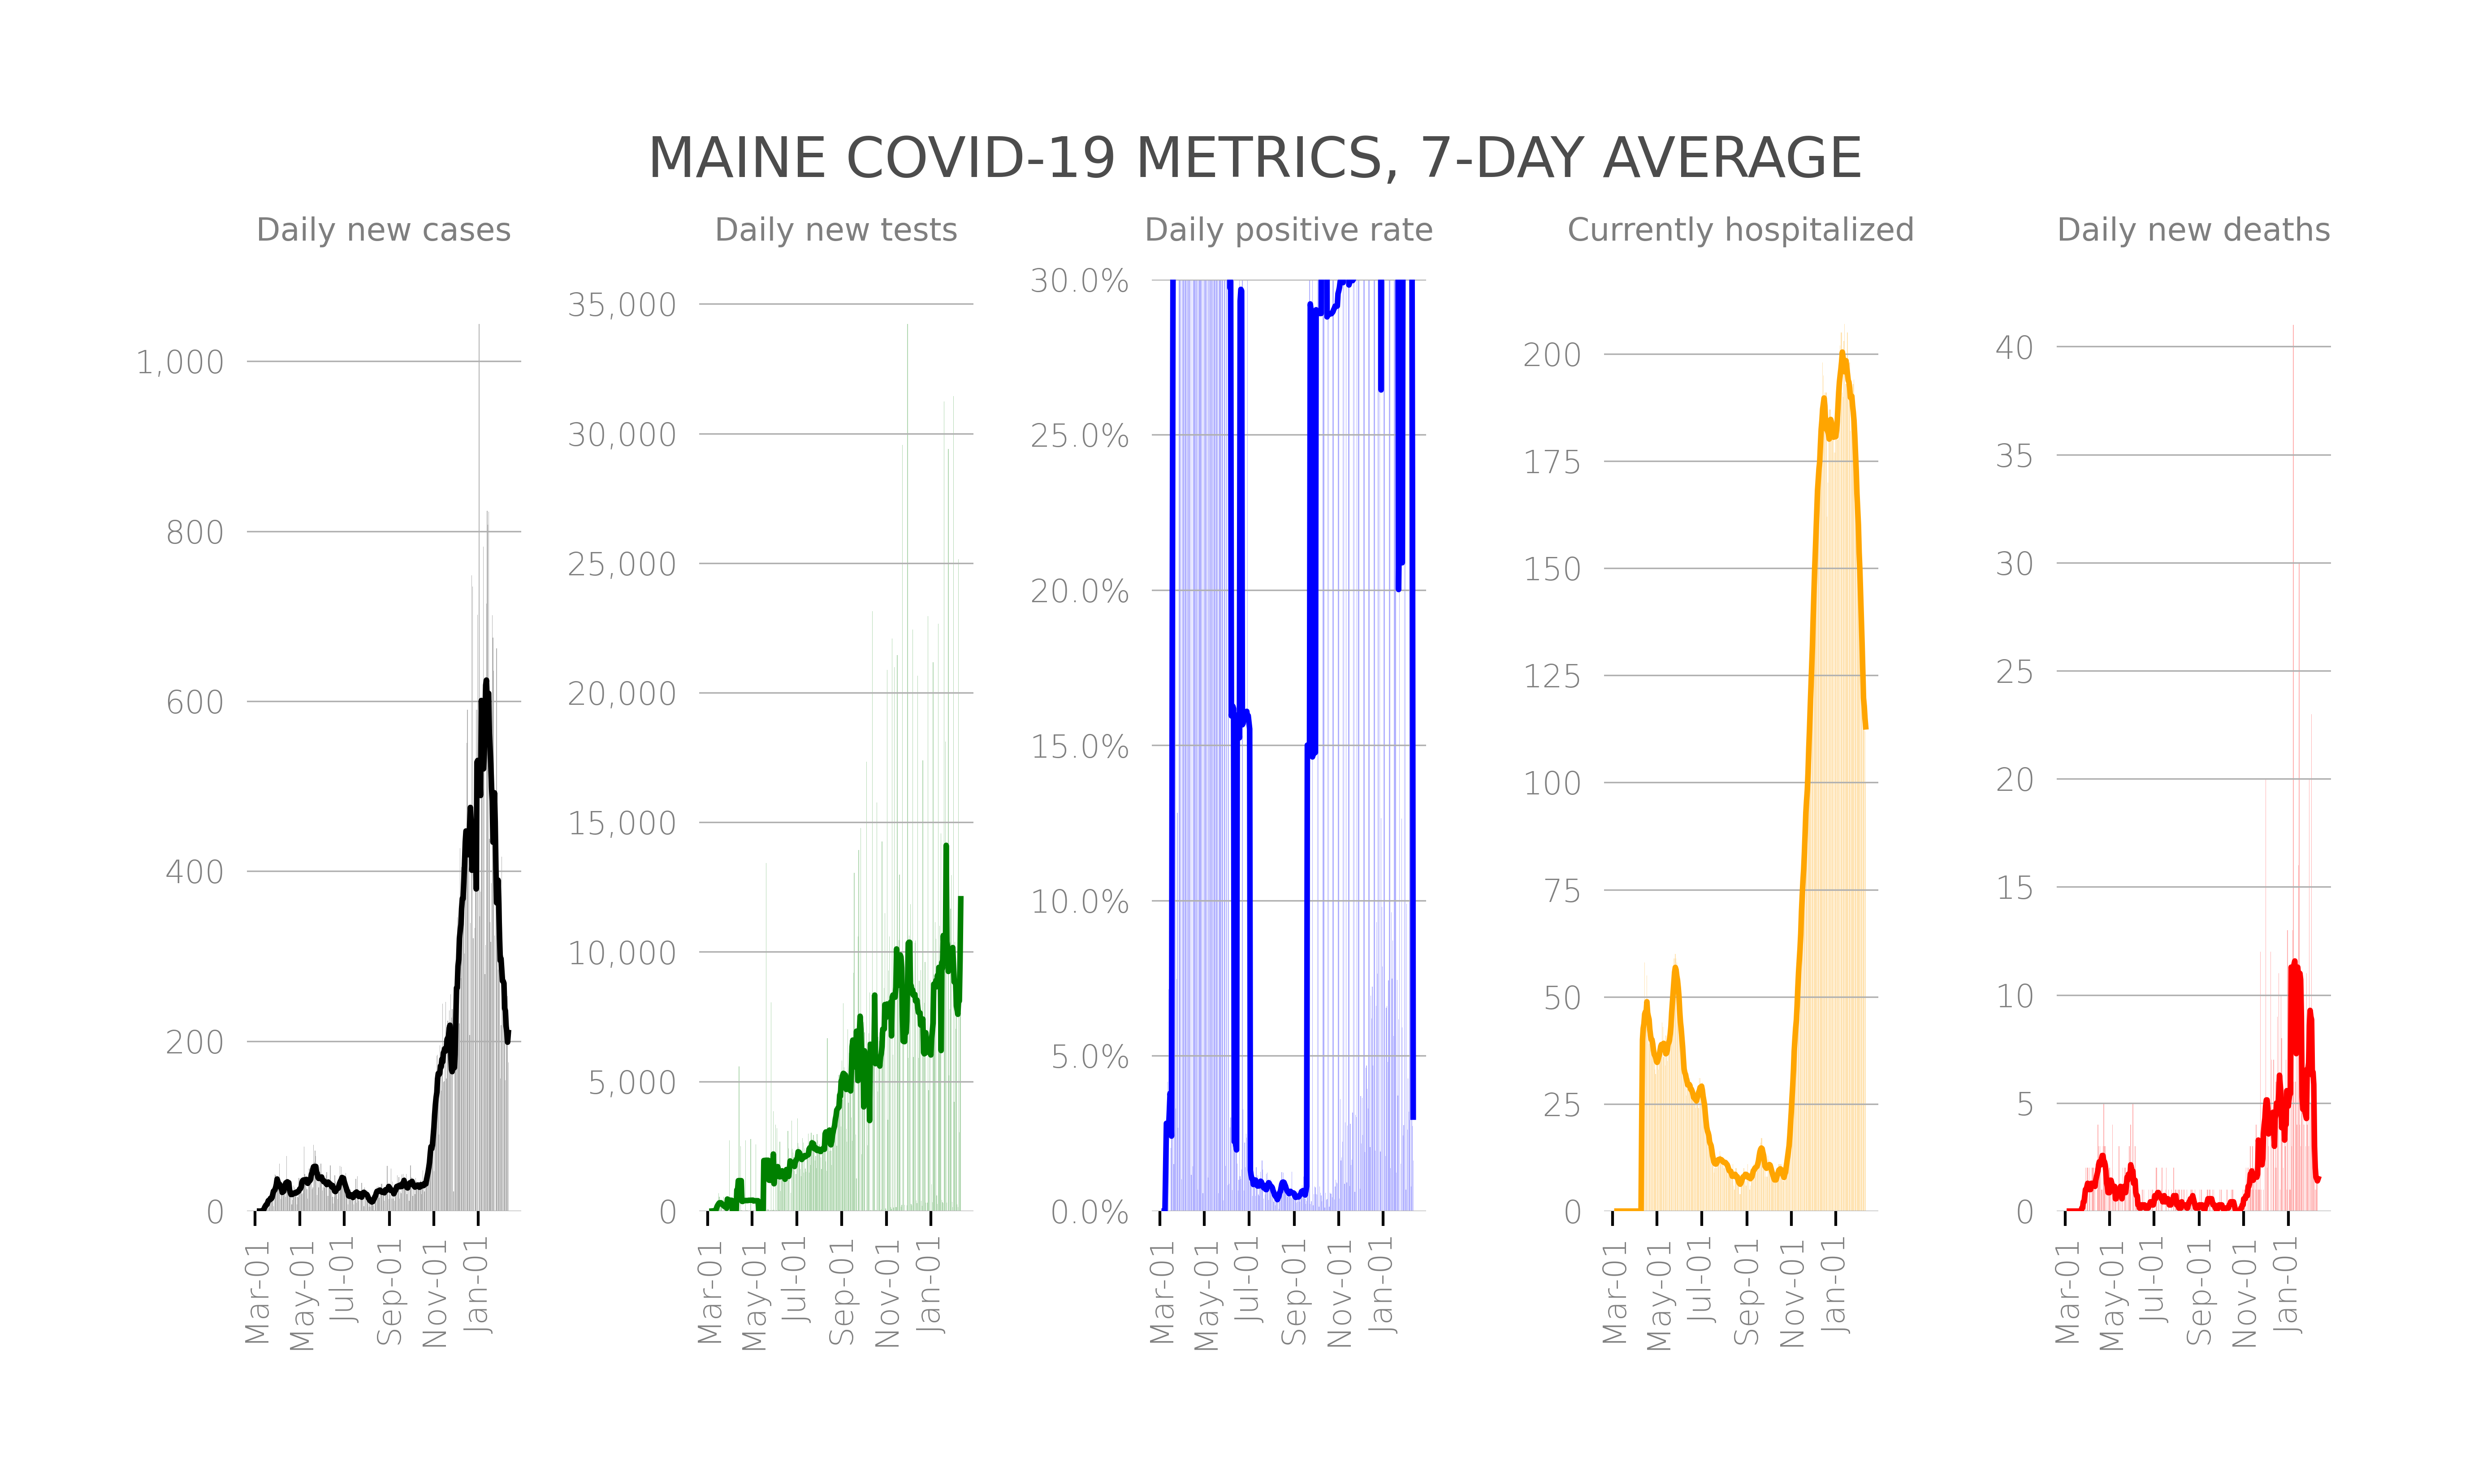 MAINE COVID-19 METRICS, 7-DAY AVERAGE
Daily new cases
1,000
800
600
400
200
0
Mar-01
May-01
Jul-01
Sep-01
Nov-01
Jan-01
Daily new tests
35,000
30,000
25,000
20,000
15,000
10,000
5,000
0
Mar-01
May-01
Jul-01
Sep-01
Nov-01
Jan-01
Daily positive rate
30.0%
25.0%
20.0%
15.0%
10.0%
5.0%
0.0%
Mar-01
May-01
Jul-01
Sep-01
Nov-01
Jan-01
Currently hospitalized
200
175
150
125
100
75
50
25
0
Mar-01
May-01
Jul-01
Sep-01
Nov-01
Jan-01
Daily new deaths
40
35
30
25
20
15
10
5
0
Mar-01
May-01
Jul-01
Sep-01
Nov-01
Jan-01